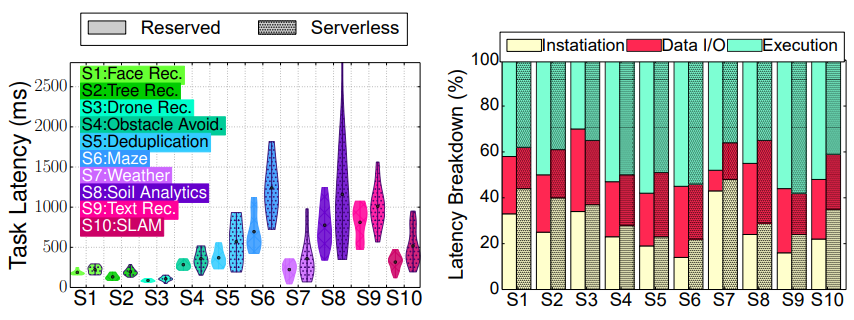 Reserved Serverless
Task Latency (ms)
2500
2000
1500
1000
500
0
S1:Face Rec.
S2:Tree Rec.
S3:Drone Rec.
S4:Obstacle Avoid.
S5:Deduplication
S6:Maze
S7:Weather
S8:Soil Analytics
S9:Text Rec.
S10:SLAM
S1 S2 S3 S4 S5 S6 S7 S8 S9 S10
Instatiation Data I/O Execution
Latency Breakdown (%)
100
80
60
40
20
0
S1 S2 S3 S4 S5 S6 S7 S8 S9 S10